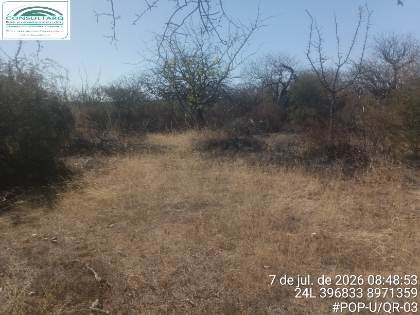 CONSULTARQ
7 de jul. de 2026 08:48:53
24L 396833 8971359
#POP-U/QR-03